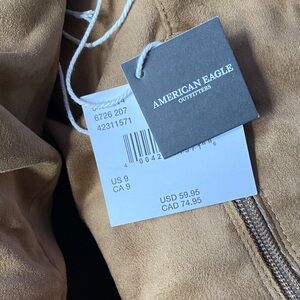 AMERICAN EAGLE
OUTFITTERS
6726 207
42311571
US 9
CA 9
USD 59.95
CAD 74.95